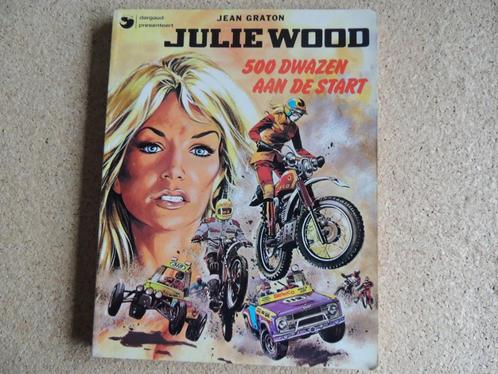 JEAN GRATON
dargaud
presenteert
JULIE WOOD
500 DWAZEN
AAN DE START